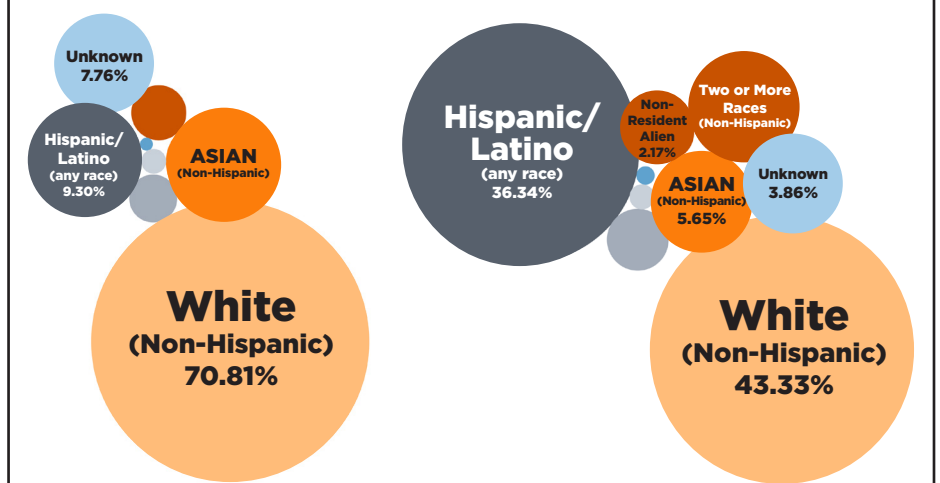 Unknown
7.76%
Hispanic/
Latino
(any race)
9.30%
ASIAN
(Non-Hispanic)
White
(Non-Hispanic)
70.81%
Hispanic/
Latino
(any race)
36.34%
Non-
Resident
Alien
2.17%
Two or More
Races
(Non-Hispanic)
ASIAN
(Non-Hispanic)
5.65%
Unknown
3.86%
White
(Non-Hispanic)
43.33%